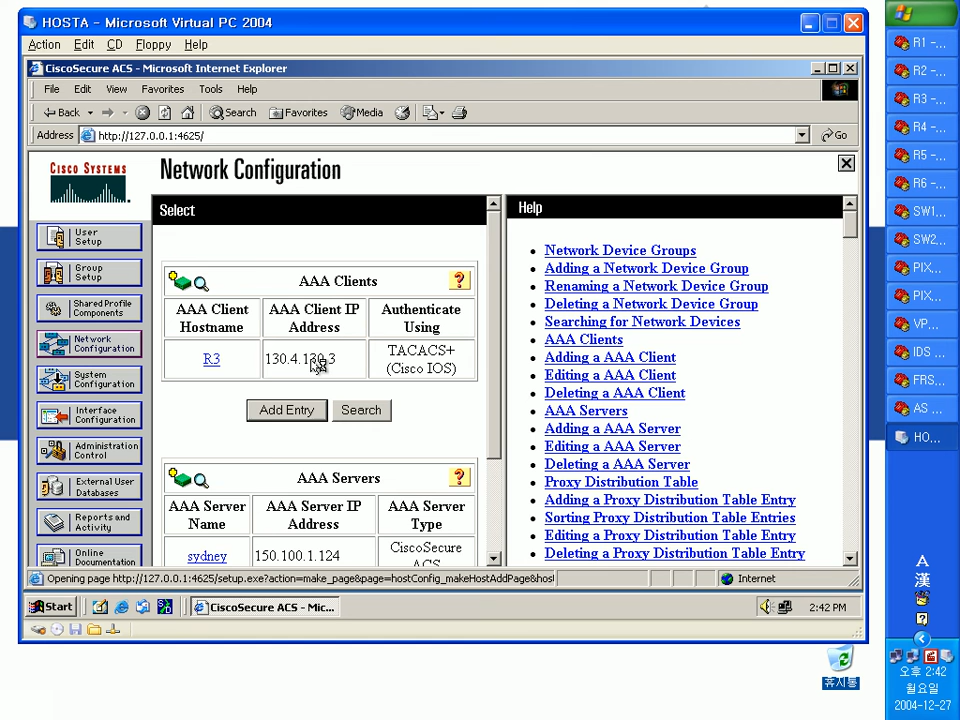 HOSTA - Microsoft Virtual PC 2004
Action Edit CD Floppy Help
CiscoSecure ACS - Microsoft Internet Explorer
File Edit View Favorites Tools Help
Back Search Favorites Media
Address http://127.0.0.1:4625/ Go
CISCO SYSTEMS
Network Configuration
User Setup
Group Setup
Shared Profile Components
Network Configuration
System Configuration
Interface Configuration
Administration Control
External User Databases
Reports and Activity
Online Documentation
Select
AAA Clients ?
AAA Client Hostname
AAA Client IP Address
Authenticate Using
R3
130.4.130.3
TACACS+ (Cisco IOS)
Add Entry Search
AAA Servers ?
AAA Server Name
AAA Server IP Address
AAA Server Type
sydney
150.100.1.124
CiscoSecure ACS
Help
Network Device Groups
Adding a Network Device Group
Renaming a Network Device Group
Deleting a Network Device Group
Searching for Network Devices
AAA Clients
Adding a AAA Client
Editing a AAA Client
Deleting a AAA Client
AAA Servers
Adding a AAA Server
Editing a AAA Server
Deleting a AAA Server
Proxy Distribution Table
Adding a Proxy Distribution Table Entry
Sorting Proxy Distribution Table Entries
Editing a Proxy Distribution Table Entry
Deleting a Proxy Distribution Table Entry
Opening page http://127.0.0.1:4625/setup.exe?action=make_page&page=hostConfig_makeHostAddPage&hos
Internet
Start CiscoSecure ACS - Mic... 2:42 PM
R1 -...
R2 -...
R3 -...
R4 -...
R5 -...
R6 -...
SW1...
SW2...
PIX...
PIX...
VP...
IDS ...
FRS...
AS ...
HO...
A
漢
?
휴지통
오후 2:42
월요일
2004-12-27